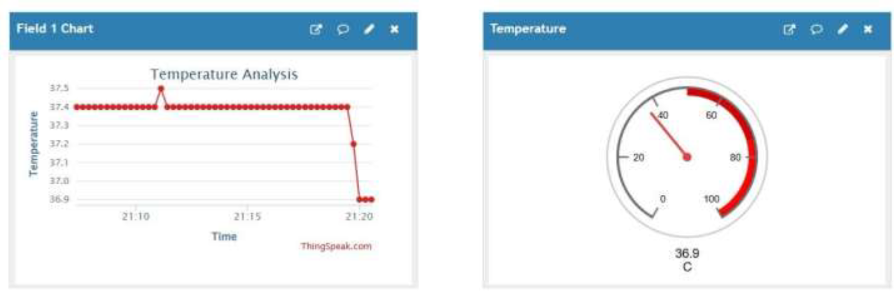 Field 1 Chart
Temperature Analysis
37.5
37.4
37.3
37.2
37.1
37.0
36.9
Temperature
21:10 21:15 21:20
Time
ThingSpeak.com
Temperature
40 60
20 80
0 100
36.9
C